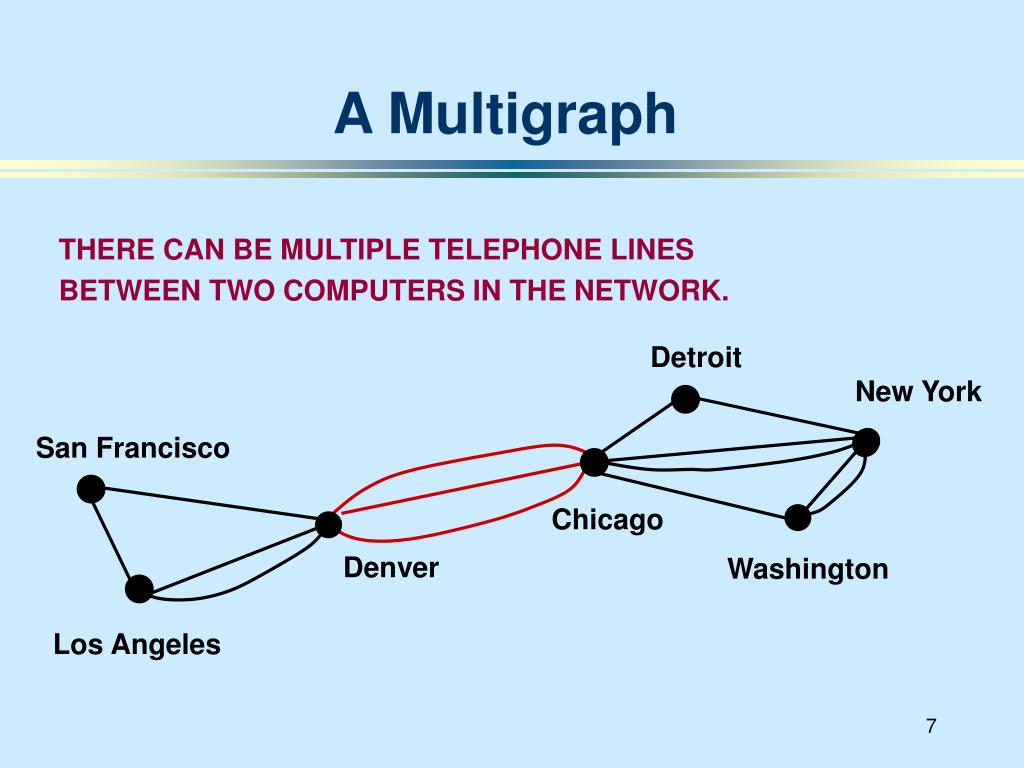 A Multigraph
THERE CAN BE MULTIPLE TELEPHONE LINES
BETWEEN TWO COMPUTERS IN THE NETWORK.
Detroit
New York
San Francisco
Chicago
Denver
Washington
Los Angeles
7